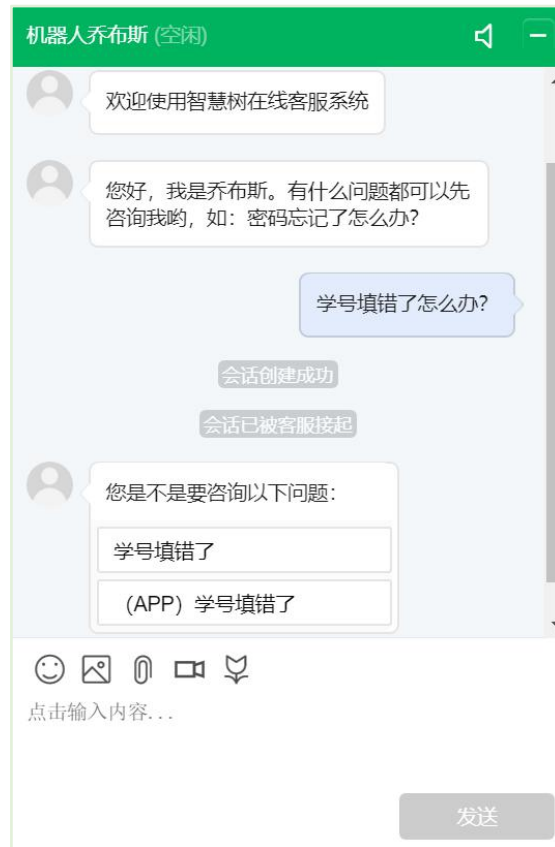 机器人乔布斯 (空闲)
欢迎使用智慧树在线客服系统
您好，我是乔布斯。有什么问题都可以先
咨询我哟，如：密码忘记了怎么办？
学号填错了怎么办？
会话创建成功
会话已被客服接起
您是不是要咨询以下问题：
学号填错了
（APP）学号填错了
点击输入内容...
发送